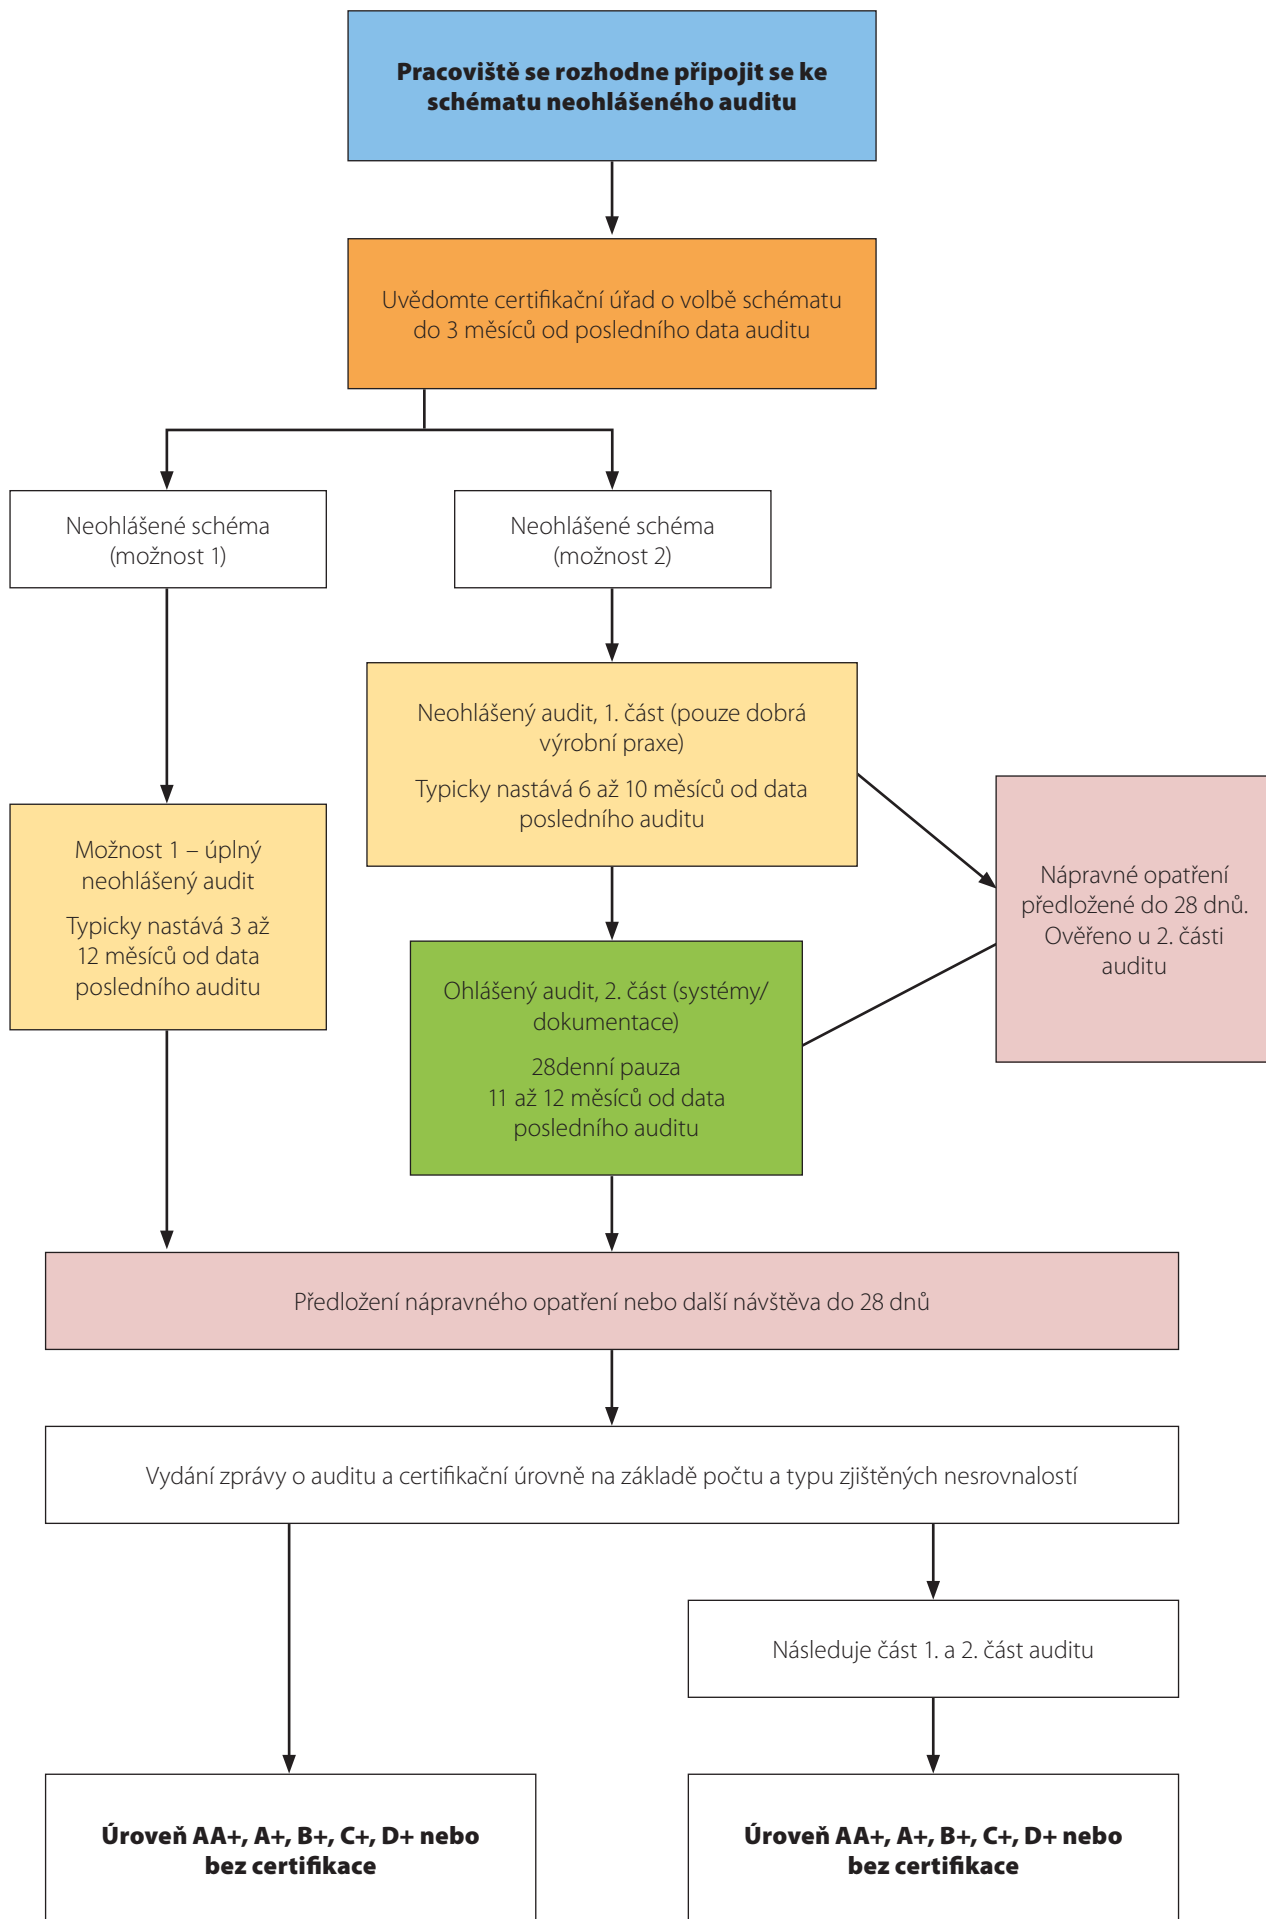 Pracoviště se rozhodne připojit se ke
schématu neohlášeného auditu
Uvědomte certifikační úřad o volbě schématu
do 3 měsíců od posledního data auditu
Neohlášené schéma
(možnost 1)
Neohlášené schéma
(možnost 2)
Neohlášený audit, 1. část (pouze dobrá
výrobní praxe)
Typicky nastává 6 až 10 měsíců od data
posledního auditu
Možnost 1 – úplný
neohlášený audit
Typicky nastává 3 až
12 měsíců od data
posledního auditu
Nápravné opatření
předložené do 28 dnů.
Ověřeno u 2. části
auditu
Ohlášený audit, 2. část (systémy/
dokumentace)
28denní pauza
11 až 12 měsíců od data
posledního auditu
Předložení nápravného opatření nebo další návštěva do 28 dnů
Vydání zprávy o auditu a certifikační úrovně na základě počtu a typu zjištěných nesrovnalostí
Následuje část 1. a 2. část auditu
Úroveň AA+, A+, B+, C+, D+ nebo
bez certifikace
Úroveň AA+, A+, B+, C+, D+ nebo
bez certifikace